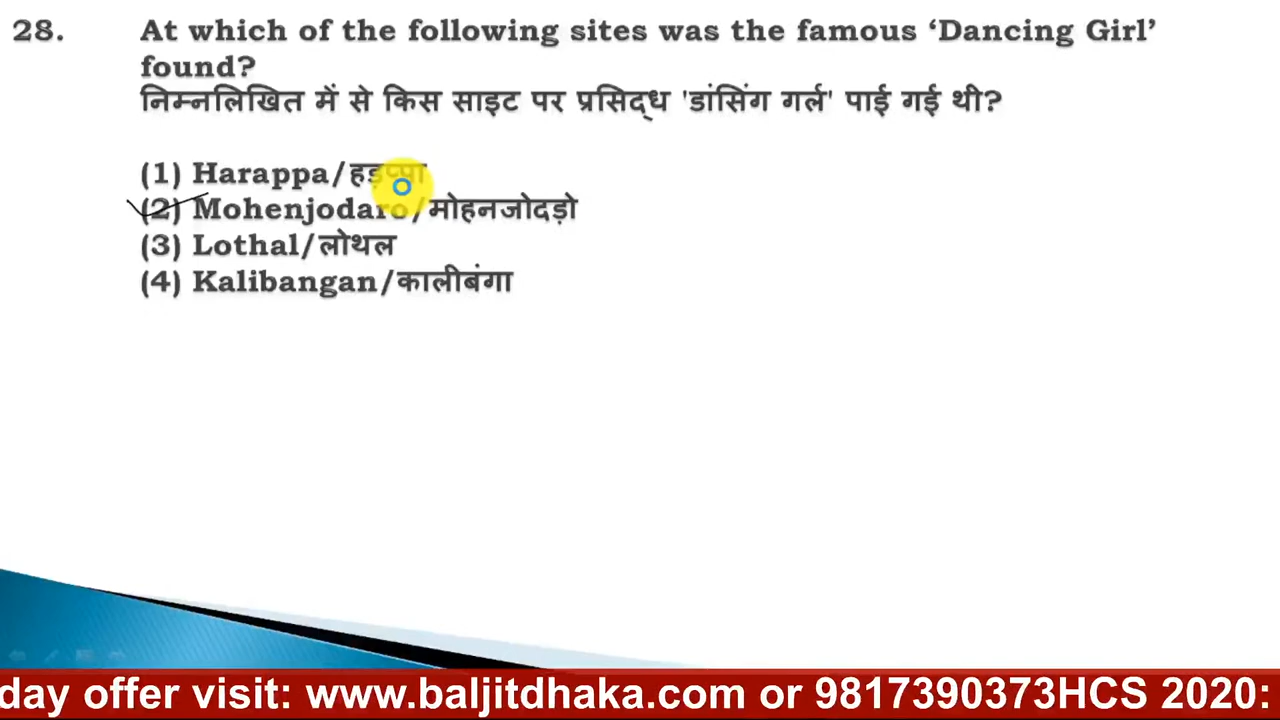 28. At which of the following sites was the famous ‘Dancing Girl’
found?
निम्नलिखित में से किस साइट पर प्रसिद्ध 'डांसिंग गर्ल' पाई गई थी?
(1) Harappa/हड़प्पा
(2) Mohenjodaro/मोहनजोदड़ो
(3) Lothal/लोथल
(4) Kalibangan/कालीबंगा
day offer visit: www.baljitdhaka.com or 9817390373HCS 2020: